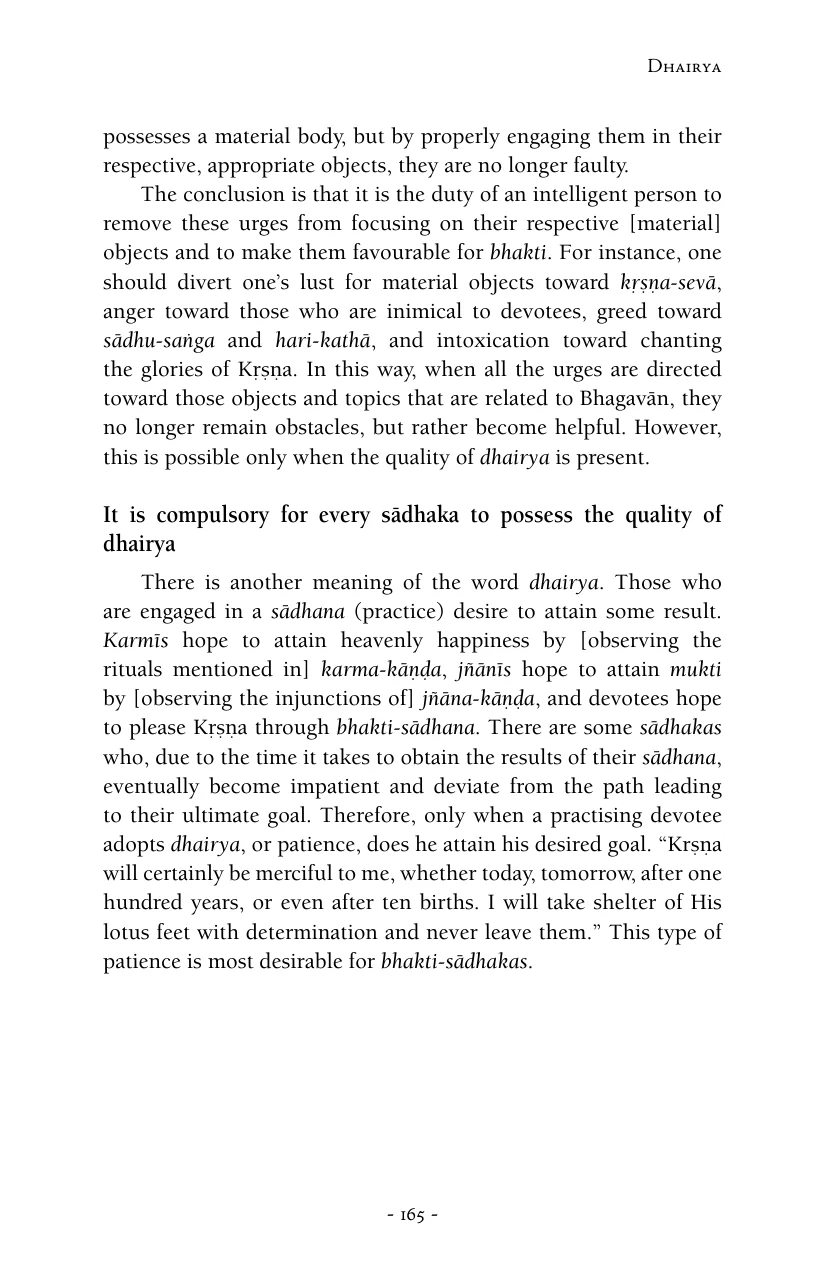 Dhairya
possesses a material body, but by properly engaging them in their
respective, appropriate objects, they are no longer faulty.
The conclusion is that it is the duty of an intelligent person to
remove these urges from focusing on their respective [material]
objects and to make them favourable for bhakti. For instance, one
should divert one’s lust for material objects toward kṛṣṇa-sevā,
anger toward those who are inimical to devotees, greed toward
sādhu-saṅga and hari-kathā, and intoxication toward chanting
the glories of Kṛṣṇa. In this way, when all the urges are directed
toward those objects and topics that are related to Bhagavān, they
no longer remain obstacles, but rather become helpful. However,
this is possible only when the quality of dhairya is present.
It is compulsory for every sādhaka to possess the quality of
dhairya
There is another meaning of the word dhairya. Those who
are engaged in a sādhana (practice) desire to attain some result.
Karmīs hope to attain heavenly happiness by [observing the
rituals mentioned in] karma-kāṇḍa, jñānīs hope to attain mukti
by [observing the injunctions of] jñāna-kāṇḍa, and devotees hope
to please Kṛṣṇa through bhakti-sādhana. There are some sādhakas
who, due to the time it takes to obtain the results of their sādhana,
eventually become impatient and deviate from the path leading
to their ultimate goal. Therefore, only when a practising devotee
adopts dhairya, or patience, does he attain his desired goal. “Kṛṣṇa
will certainly be merciful to me, whether today, tomorrow, after one
hundred years, or even after ten births. I will take shelter of His
lotus feet with determination and never leave them.” This type of
patience is most desirable for bhakti-sādhakas.
- 165 -